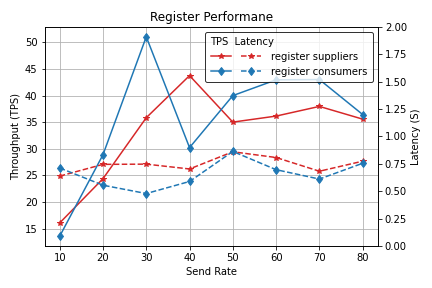 Register Performane
TPS Latency
register suppliers
register consumers
Throughput (TPS)
50
45
40
35
30
25
20
15
2.00
1.75
1.50
1.25
1.00
0.75
0.50
0.25
0.00
Latency (S)
10 20 30 40 50 60 70 80
Send Rate